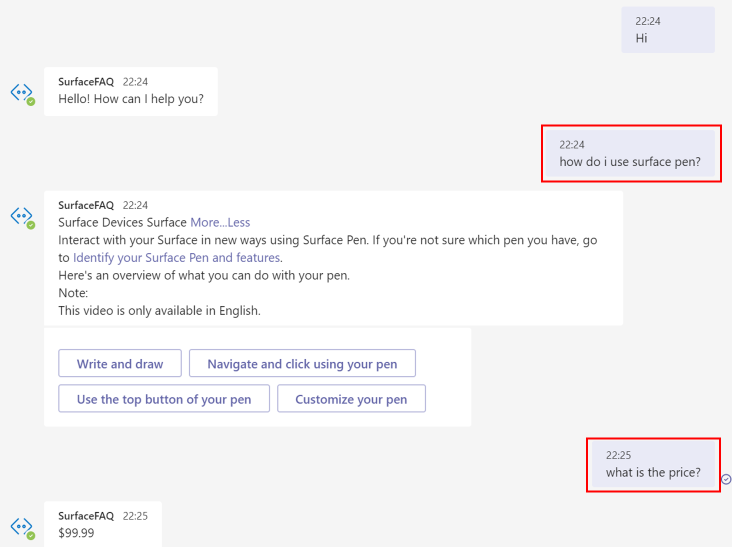 22:24
Hi
SurfaceFAQ 22:24
Hello! How can I help you?
22:24
how do i use surface pen?
SurfaceFAQ 22:24
Surface Devices Surface More...Less
Interact with your Surface in new ways using Surface Pen. If you're not sure which pen you have, go
to Identify your Surface Pen and features.
Here's an overview of what you can do with your pen.
Note:
This video is only available in English.
Write and draw
Navigate and click using your pen
Use the top button of your pen
Customize your pen
22:25
what is the price?
SurfaceFAQ 22:25
$99.99